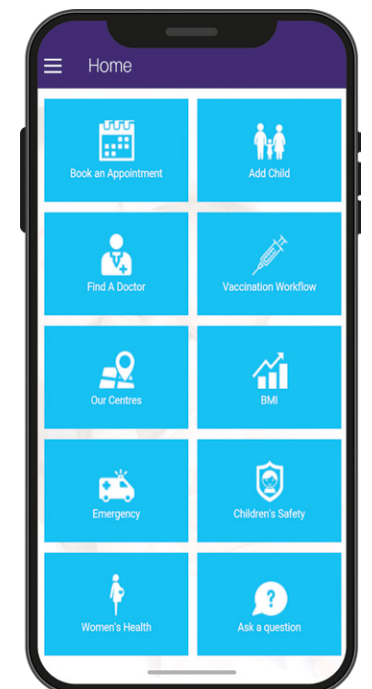 Home
Book an Appointment
Add Child
Find A Doctor
Vaccination Workflow
Our Centres
BMI
Emergency
Children's Safety
Women's Health
Ask a question